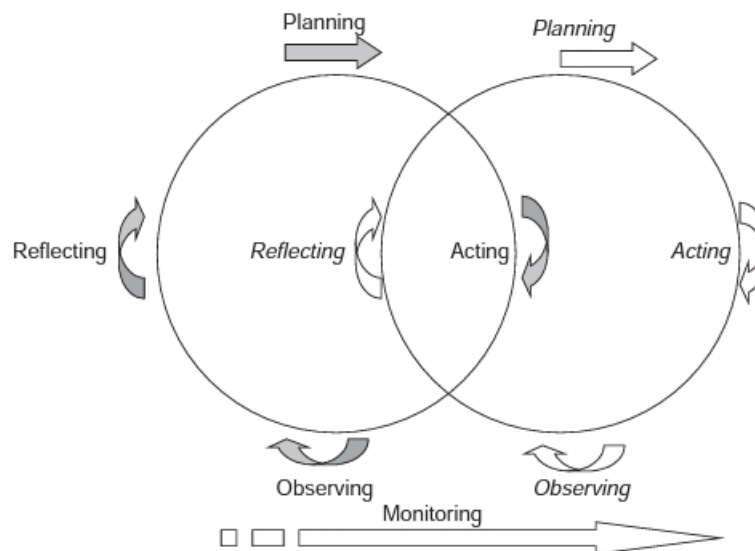 Planning
Planning
Reflecting
Reflecting
Acting
Acting
Observing
Observing
Monitoring